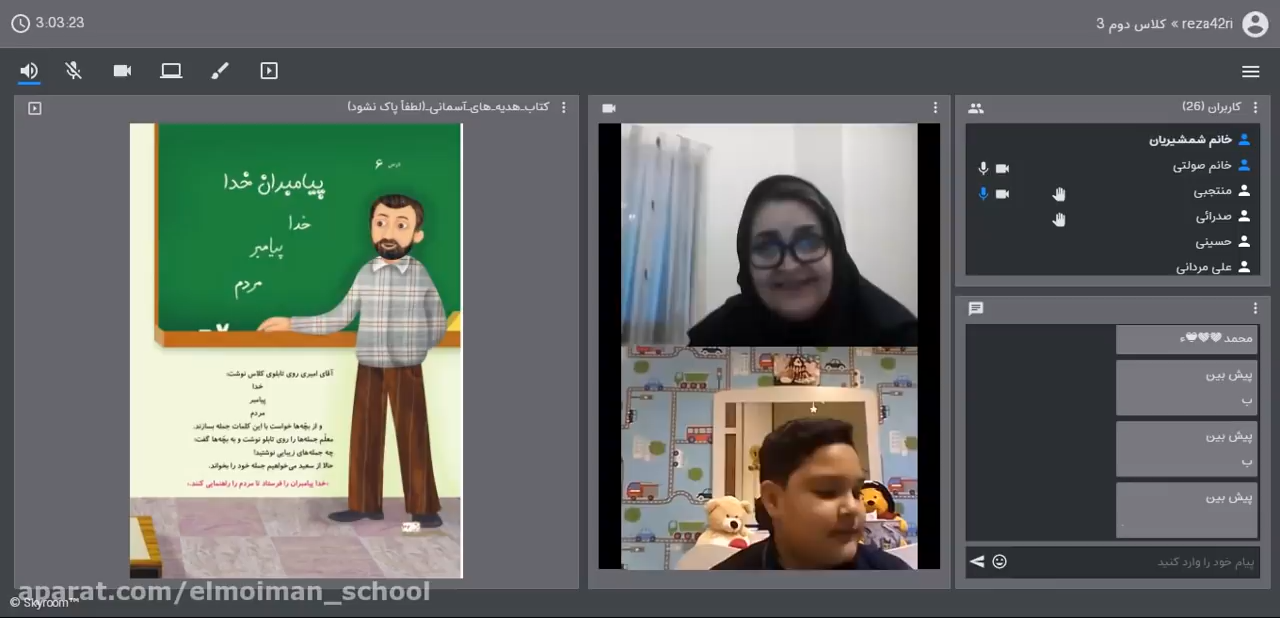 3:03:23
reza42ri » کلاس دوم 3
کتاب_هدیه_های_آسمانی_(لطفاً پاک نشود)
درس ۶
پیامبران خدا
خدا
پیامبر
مردم
آقای امیری روی تابلوی کلاس نوشت:
خدا
پیامبر
مردم
و از بچّه‌ها خواست با این کلمات جمله بسازند.
معلّم جمله‌ها را روی تابلو نوشت و به بچّه‌ها گفت:
چه جمله‌های زیبایی نوشتید!
حالا از سعید می‌خواهیم جمله خود را بخواند.
«خدا پیامبران را فرستاد تا مردم را راهنمایی کنند.»
کاربران (26)
خانم شمشیریان
خانم صولتی
منتجبی
صدرائی
حسینی
علی مردانی
محمد🖤🖤🖤ء
پیش بین
ب
پیش بین
ب
پیش بین
.
پیام خود را وارد کنید
aparat.com/elmoiman_school
© Skyroom™